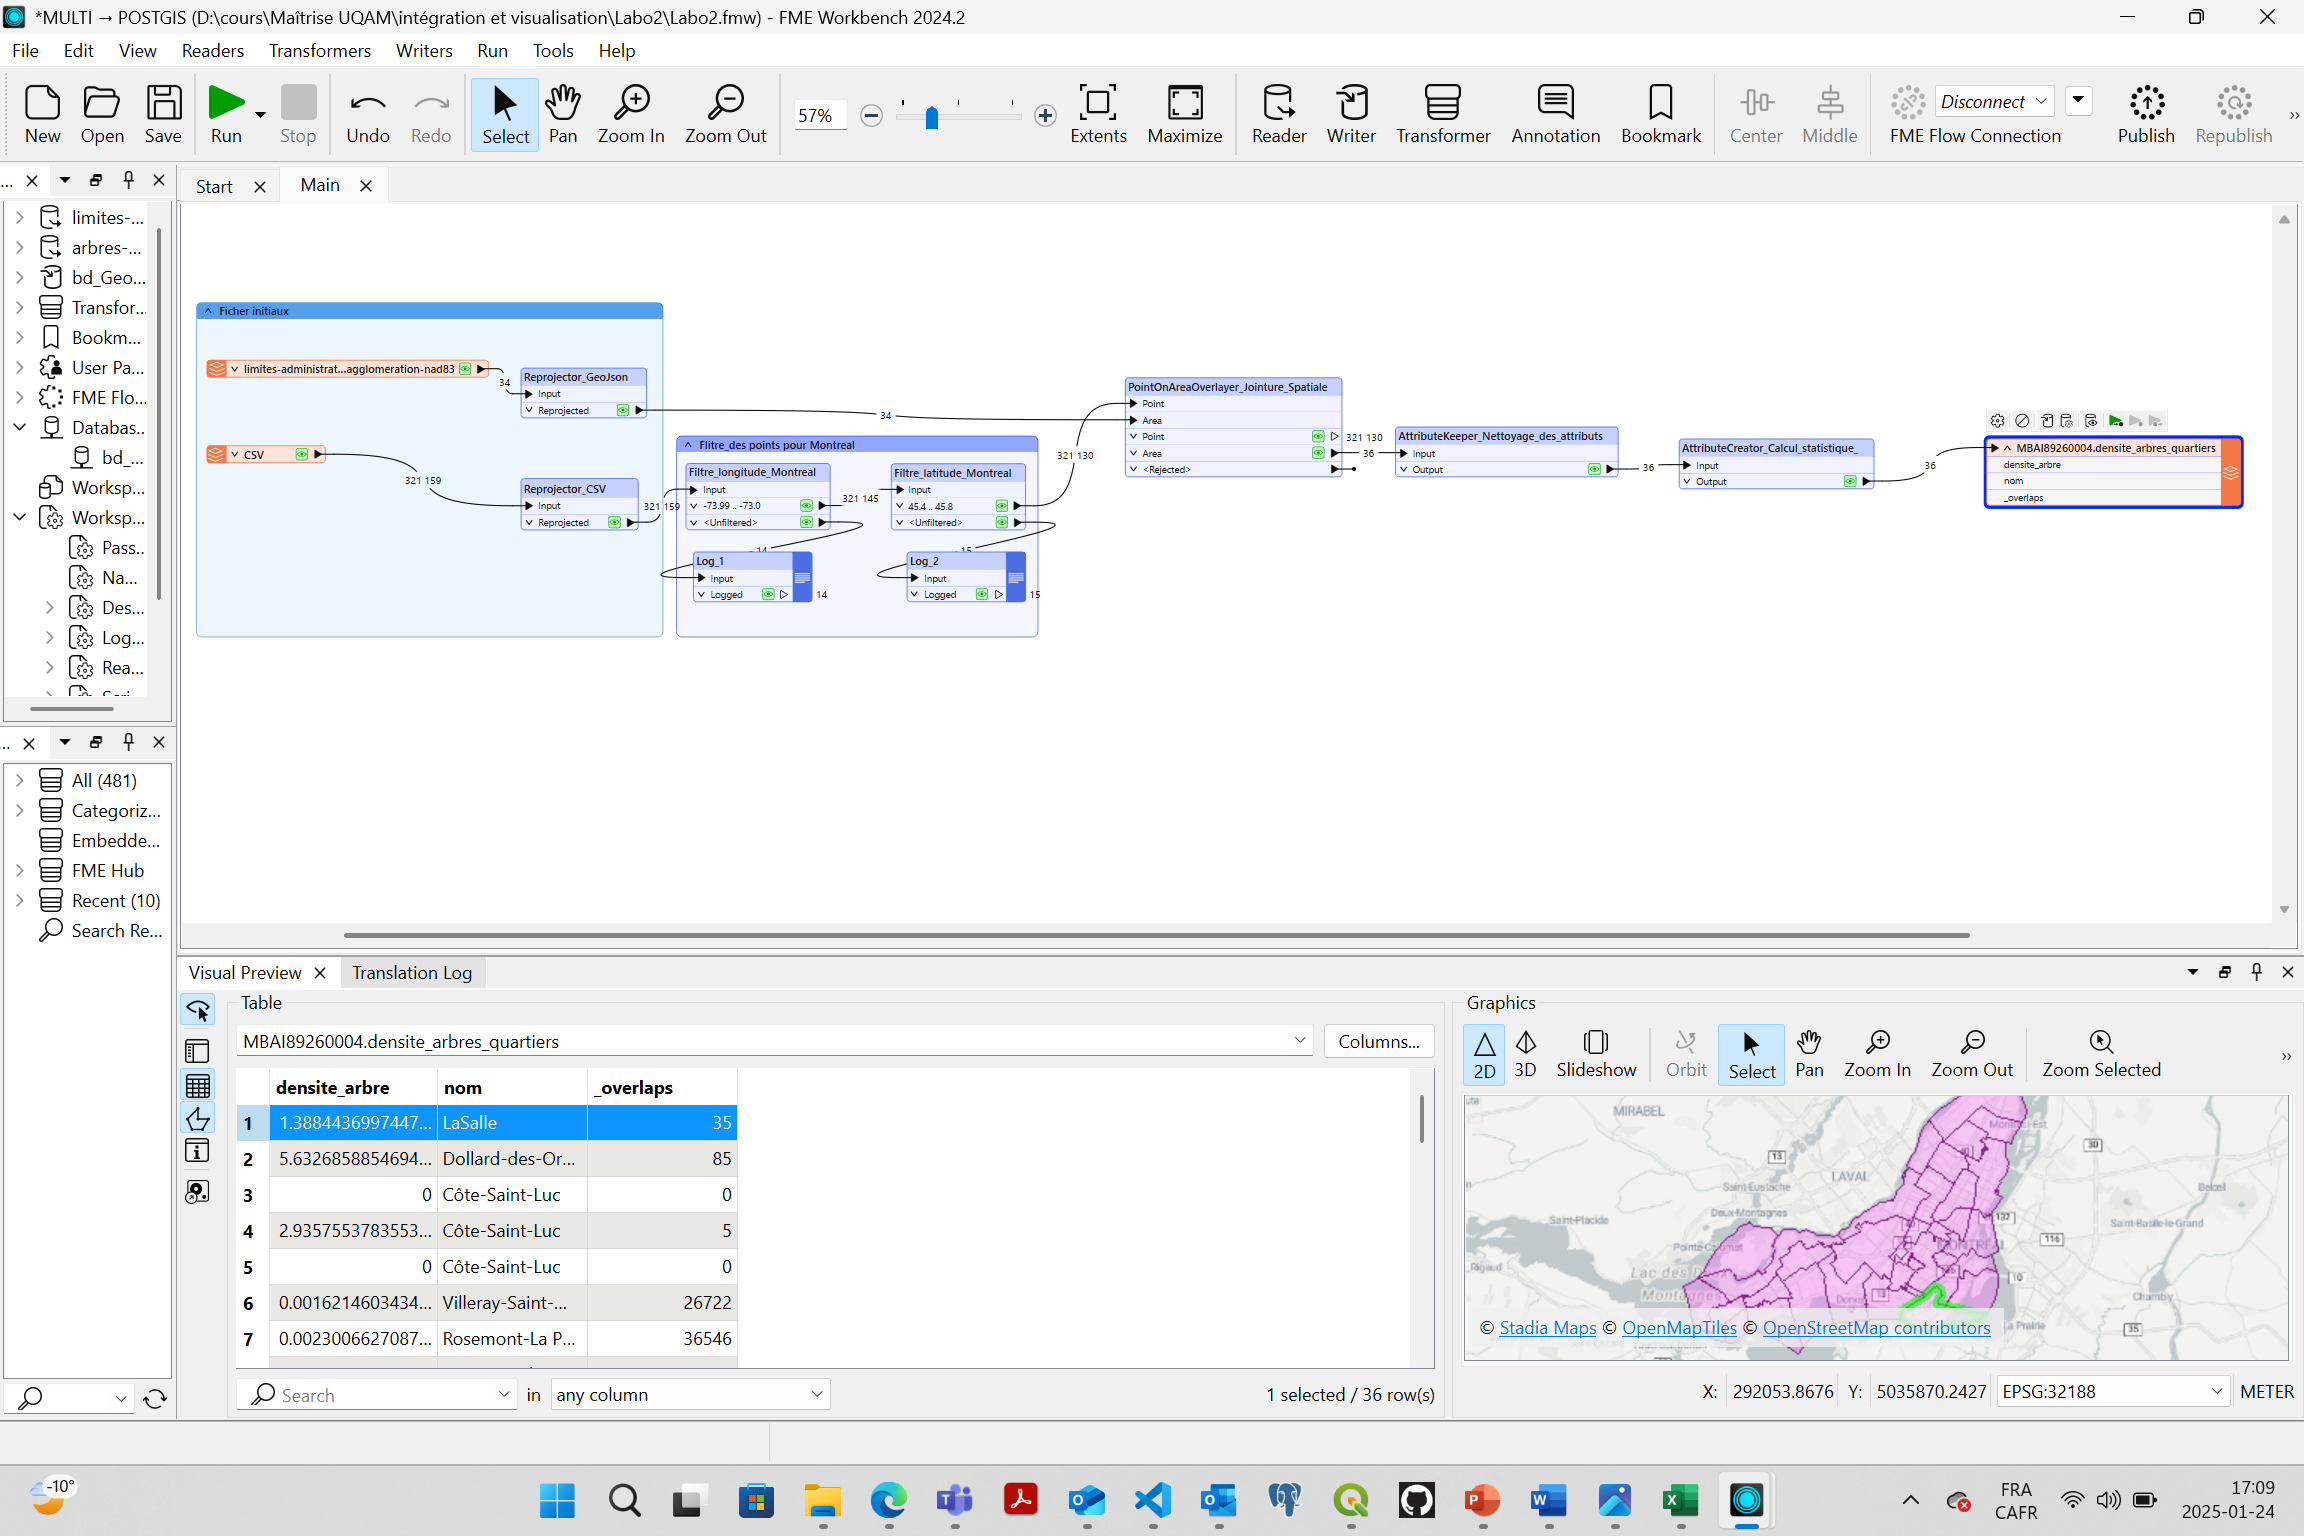 *MULTI → POSTGIS (D:\cours\Maîtrise UQAM\intégration et visualisation\Labo2\Labo2.fmw) - FME Workbench 2024.2
File Edit View Readers Transformers Writers Run Tools Help
New Open Save Run Stop Undo Redo Select Pan Zoom In Zoom Out 57% Extents Maximize Reader Writer Transformer Annotation Bookmark Center Middle Disconnect FME Flow Connection Publish Republish
...
Start Main
limites-...
arbres-...
bd_Geo...
Transfor...
Bookm...
User Pa...
FME Flo...
Databas...
bd_...
Worksp...
Worksp...
Pass...
Na...
Des...
Log...
Rea...
Scri...
Ficher initiaux
limites-administrat...agglomeration-nad83
34
Reprojector_GeoJson
Input
Reprojected
34
CSV
321 159
Reprojector_CSV
Input
Reprojected
321 159
Flitre_des points pour Montreal
Filtre_longitude_Montreal
Input
-73.99 .. -73.0
<Unfiltered>
321 145
14
Filtre_latitude_Montreal
Input
45.4 .. 45.8
<Unfiltered>
15
Log_1
Input
Logged
14
Log_2
Input
Logged
15
321 130
PointOnAreaOverlayer_Jointure_Spatiale
Point
Area
Point
Area
<Rejected>
321 130
36
AttributeKeeper_Nettoyage_des_attributs
Input
Output
36
AttributeCreator_Calcul_statistique_
Input
Output
36
MBAI89260004.densite_arbres_quartiers
densite_arbre
nom
_overlaps
...
All (481)
Categoriz...
Embedde...
FME Hub
Recent (10)
Search Re...
Visual Preview Translation Log
Table
MBAI89260004.densite_arbres_quartiers Columns...
densite_arbre nom _overlaps
1 1.3884436997447... LaSalle 35
2 5.6326858854694... Dollard-des-Or... 85
3 0 Côte-Saint-Luc 0
4 2.9357553783553... Côte-Saint-Luc 5
5 0 Côte-Saint-Luc 0
6 0.0016214603434... Villeray-Saint-... 26722
7 0.0023006627087... Rosemont-La P... 36546
Search in any column 1 selected / 36 row(s)
Graphics
2D 3D Slideshow Orbit Select Pan Zoom In Zoom Out Zoom Selected
MIRABEL
30
13
LAVAL
Saint-Eustache
Beloeil
Deux-Montagnes
Saint-Placide
132
Saint-Basile-le-Grand
116
MONTRÉAL
Rigaud
10
13
Chambly
35
© Stadia Maps © OpenMapTiles © OpenStreetMap contributors
X: 292053.8676 Y: 5035870.2427 EPSG:32188 METER
-10°
FRA
CAFR
17:09
2025-01-24